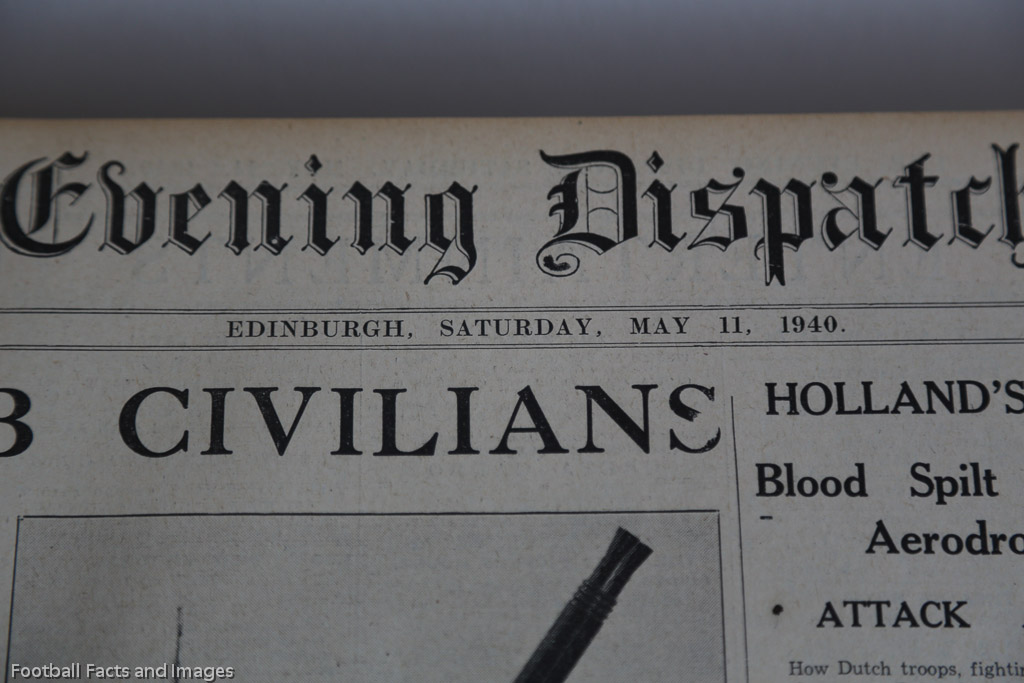 Evening Dispatch
EDINBURGH, SATURDAY, MAY 11, 1940.
B CIVILIANS
HOLLAND'S
Blood Spilt
Aerodro
• ATTACK
How Dutch troops, fightin
Football Facts and Images